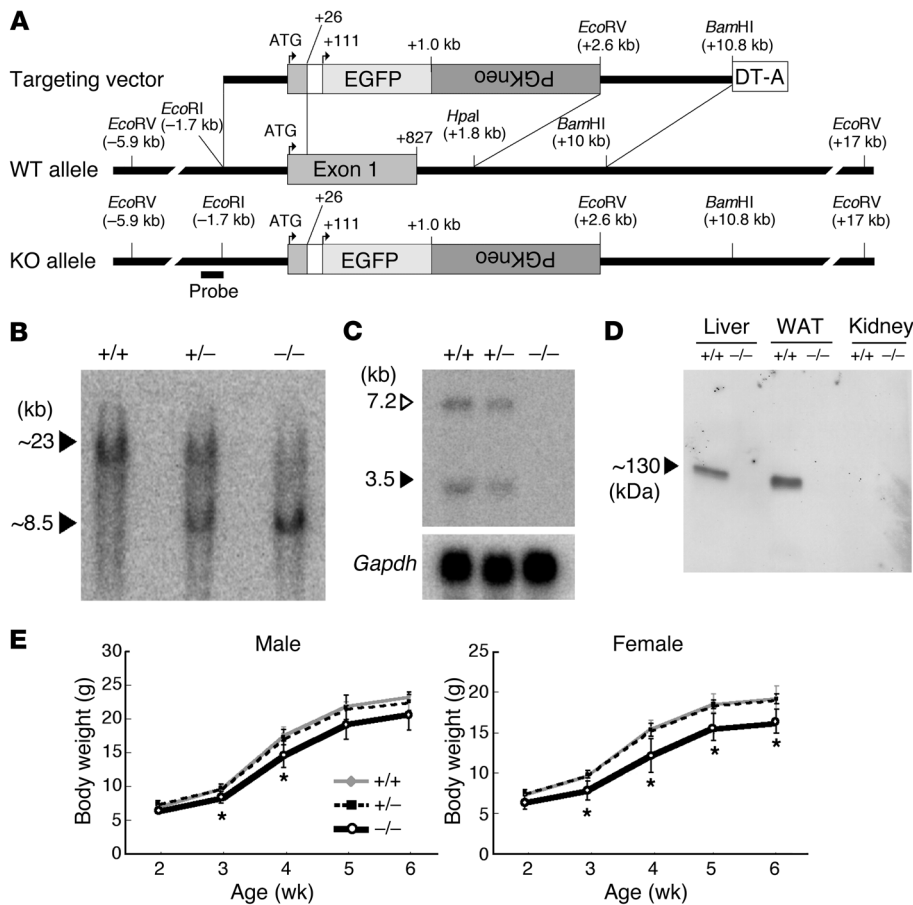 A
Targeting vector
ATG
+26
+111
EGFP
+1.0 kb
PGKneo
EcoRV
(+2.6 kb)
BamHI
(+10.8 kb)
DT-A
WT allele
EcoRV
(−5.9 kb)
EcoRI
(−1.7 kb)
ATG
Exon 1
+827
HpaI
(+1.8 kb)
BamHI
(+10 kb)
EcoRV
(+17 kb)
KO allele
EcoRV
(−5.9 kb)
EcoRI
(−1.7 kb)
ATG
+26
+111
EGFP
+1.0 kb
PGKneo
EcoRV
(+2.6 kb)
BamHI
(+10.8 kb)
EcoRV
(+17 kb)
Probe
B
+/+ +/− −/−
(kb)
~23
~8.5
C
+/+ +/− −/−
(kb)
7.2
3.5
Gapdh
D
Liver WAT Kidney
+/+ −/− +/+ −/− +/+ −/−
~130
(kDa)
E
Male
Body weight (g)
30
25
20
15
10
5
0
* *
+/+
+/−
−/−
2 3 4 5 6
Age (wk)
Female
Body weight (g)
25
20
15
10
5
0
* * * *
2 3 4 5 6
Age (wk)